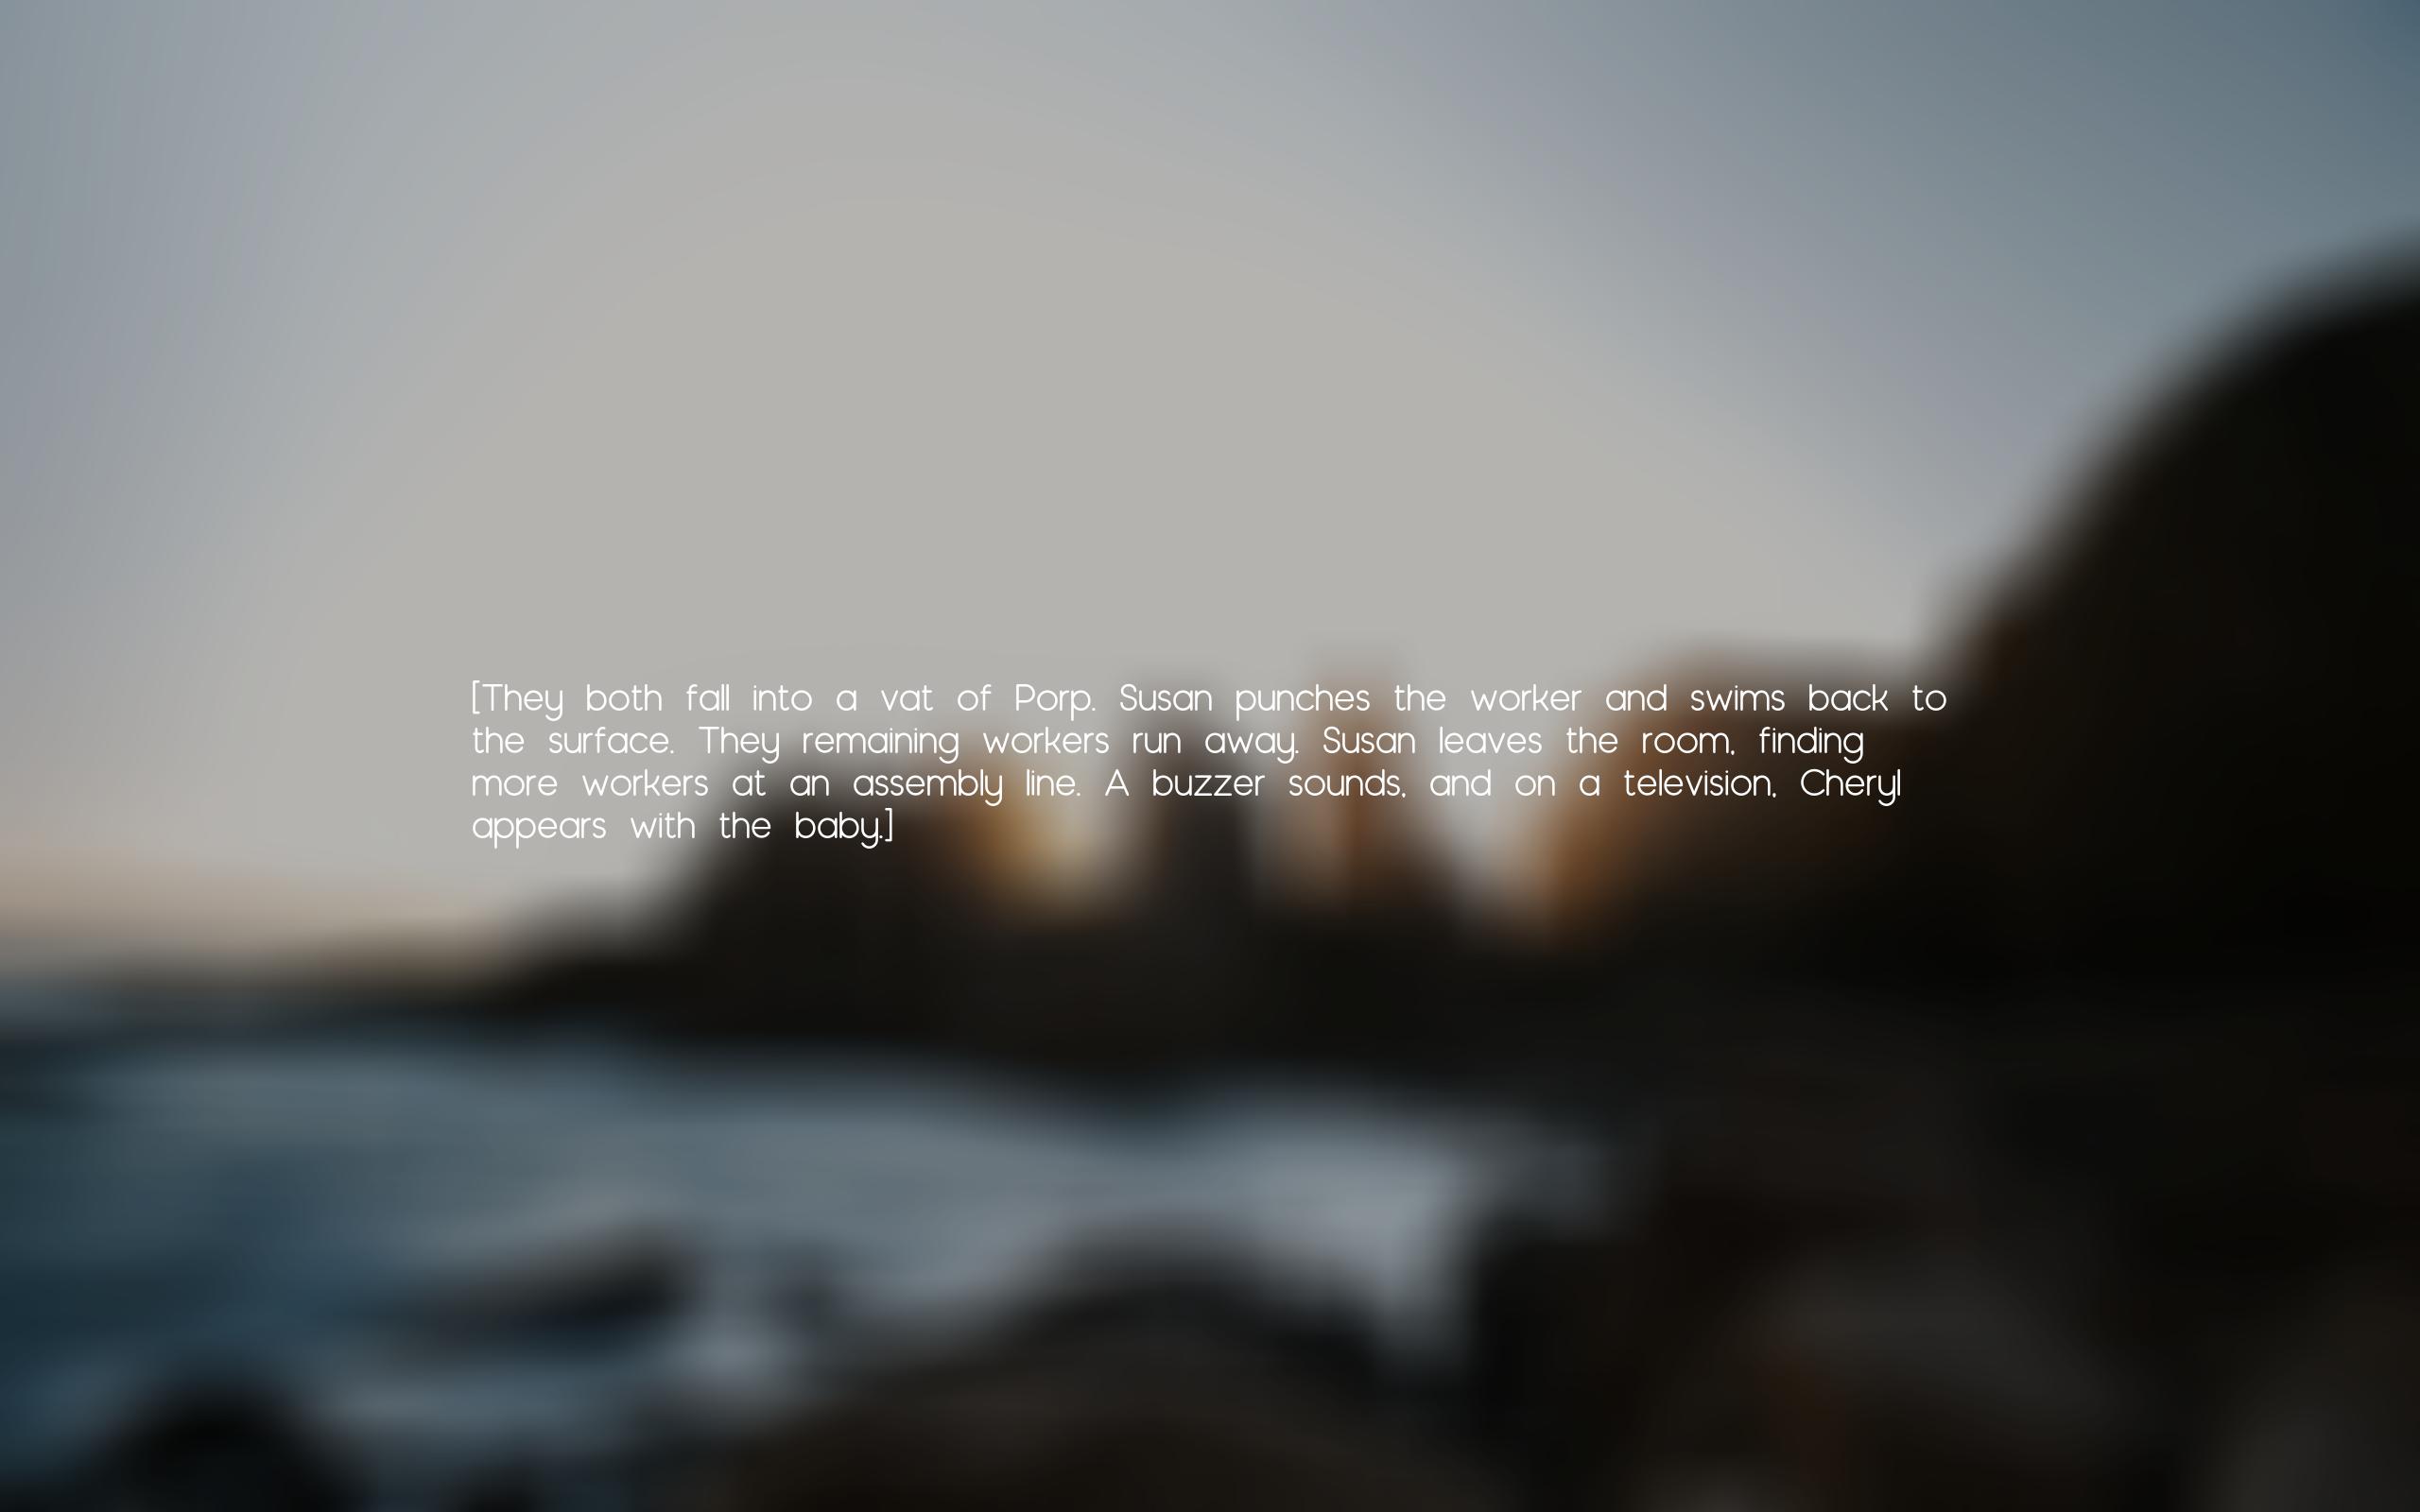 [They both fall into a vat of Porp. Susan punches the worker and swims back to
the surface. They remaining workers run away. Susan leaves the room, finding
more workers at an assembly line. A buzzer sounds, and on a television, Cheryl
appears with the baby.]